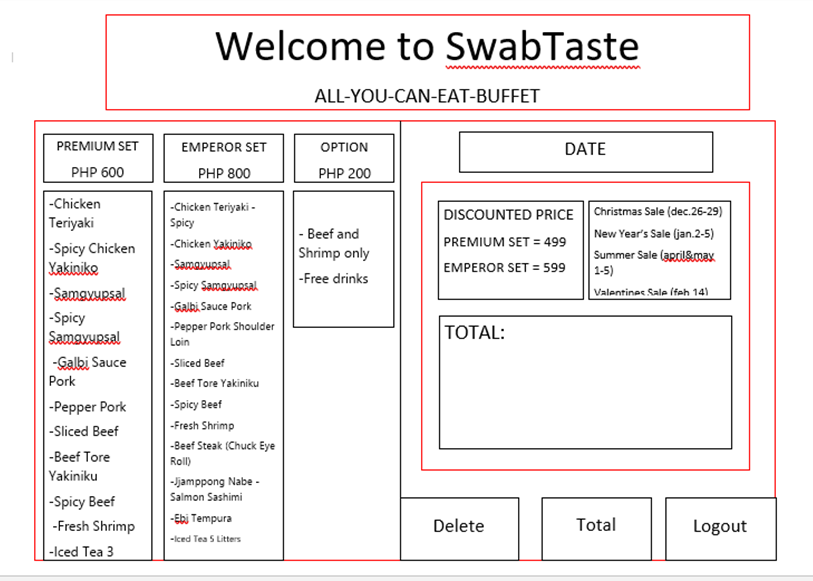 Welcome to SwabTaste
ALL-YOU-CAN-EAT-BUFFET
PREMIUM SET
PHP 600
-Chicken
Teriyaki
-Spicy Chicken
Yakiniko
-Samgyupsal
-Spicy
Samgyupsal
-Galbi Sauce
Pork
-Pepper Pork
-Sliced Beef
-Beef Tore
Yakiniku
-Spicy Beef
-Fresh Shrimp
-Iced Tea 3
EMPEROR SET
PHP 800
-Chicken Teriyaki -
Spicy
-Chicken Yakiniko
-Samgyupsal
-Spicy Samgyupsal
-Galbi Sauce Pork
-Pepper Pork Shoulder
Loin
-Sliced Beef
-Beef Tore Yakiniku
-Spicy Beef
-Fresh Shrimp
-Beef Steak (Chuck Eye
Roll)
-Jjamppong Nabe -
Salmon Sashimi
-Ebi Tempura
-Iced Tea 5 Litters
OPTION
PHP 200
- Beef and
Shrimp only
-Free drinks
DATE
DISCOUNTED PRICE
PREMIUM SET = 499
EMPEROR SET = 599
Christmas Sale (dec.26-29)
New Year's Sale (jan.2-5)
Summer Sale (april&may
1-5)
Valentines Sale (feb 14)
TOTAL:
Delete
Total
Logout